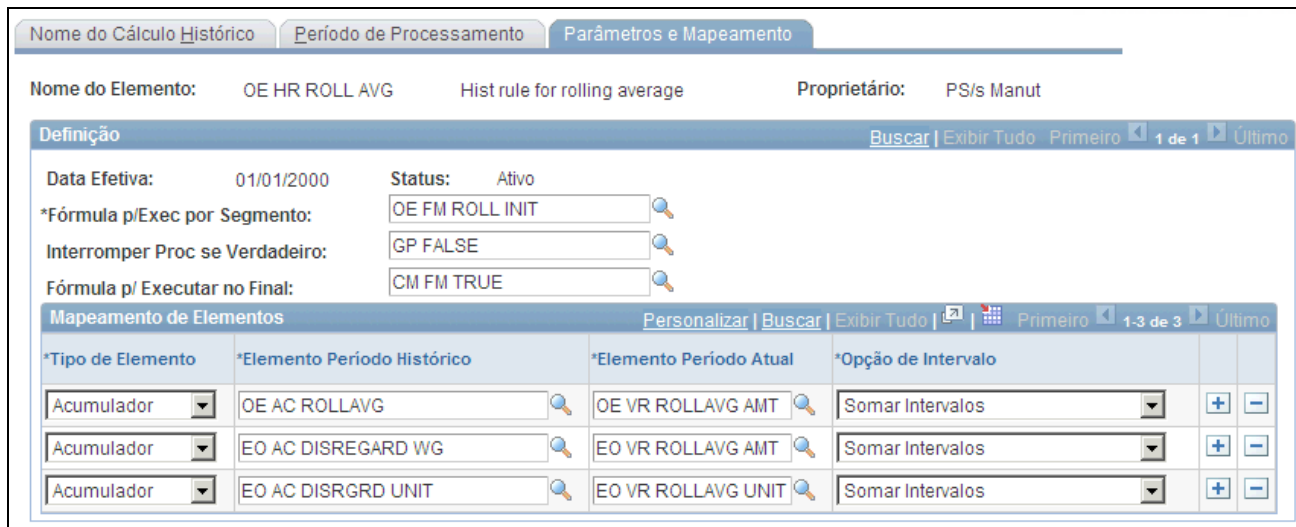 Nome do Cálculo Histórico Período de Processamento Parâmetros e Mapeamento
Nome do Elemento: OE HR ROLL AVG Hist rule for rolling average Proprietário: PS/s Manut
Definição Buscar | Exibir Tudo Primeiro 1 de 1 Último
Data Efetiva: 01/01/2000 Status: Ativo
*Fórmula p/Exec por Segmento: OE FM ROLL INIT
Interromper Proc se Verdadeiro: GP FALSE
Fórmula p/ Executar no Final: CM FM TRUE
Mapeamento de Elementos Personalizar | Buscar | Exibir Tudo | | Primeiro 1-3 de 3 Último
*Tipo de Elemento *Elemento Período Histórico *Elemento Período Atual *Opção de Intervalo
Acumulador OE AC ROLLAVG OE VR ROLLAVG AMT Somar Intervalos
Acumulador EO AC DISREGARD WG EO VR ROLLAVG AMT Somar Intervalos
Acumulador EO AC DISRGRD UNIT EO VR ROLLAVG UNIT Somar Intervalos